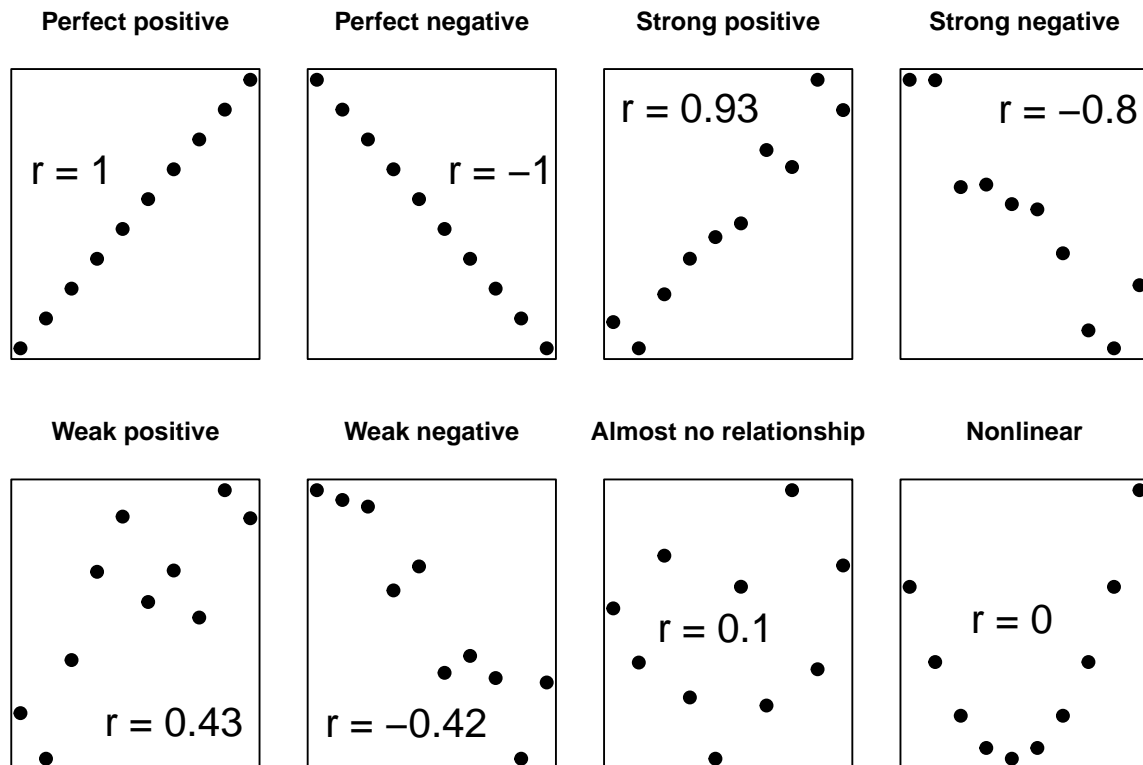 Perfect positive
Perfect negative
Strong positive
Strong negative
r = 1
r = −1
r = 0.93
r = −0.8
Weak positive
Weak negative
Almost no relationship
Nonlinear
r = 0.43
r = −0.42
r = 0.1
r = 0